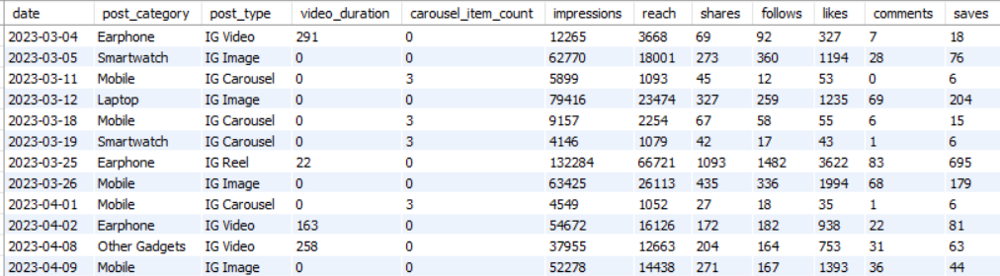 date post_category post_type video_duration carousel_item_count impressions reach shares follows likes comments saves
2023-03-04 Earphone IG Video 291 0 12265 3668 69 92 327 7 18
2023-03-05 Smartwatch IG Image 0 0 62770 18001 273 360 1194 28 76
2023-03-11 Mobile IG Carousel 0 3 5899 1093 45 12 53 0 6
2023-03-12 Laptop IG Image 0 0 79416 23474 327 259 1235 69 204
2023-03-18 Mobile IG Carousel 0 3 9157 2254 67 58 55 6 15
2023-03-19 Smartwatch IG Carousel 0 3 4146 1079 42 17 43 1 6
2023-03-25 Earphone IG Reel 22 0 132284 66721 1093 1482 3622 83 695
2023-03-26 Mobile IG Image 0 0 63425 26113 435 336 1994 68 179
2023-04-01 Mobile IG Carousel 0 3 4549 1052 27 18 35 1 6
2023-04-02 Earphone IG Video 163 0 54672 16126 172 182 938 22 81
2023-04-08 Other Gadgets IG Video 258 0 37955 12663 204 164 753 31 63
2023-04-09 Mobile IG Image 0 0 52278 14438 271 167 1393 36 44